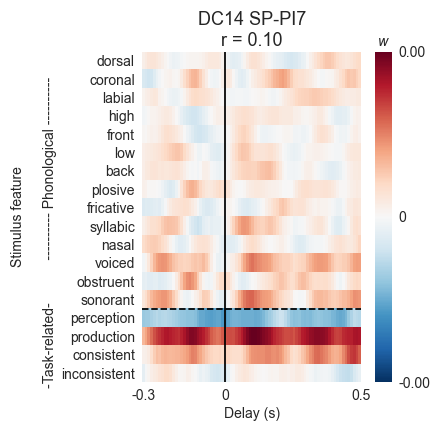 DC14 SP-PI7
r = 0.10
w
dorsal
coronal
labial
high
front
low
back
plosive
fricative
syllabic
nasal
voiced
obstruent
sonorant
perception
production
consistent
inconsistent
Stimulus feature
----------- Phonological ----------
-Task-related-
0.00
0
-0.00
-0.3
0
0.5
Delay (s)